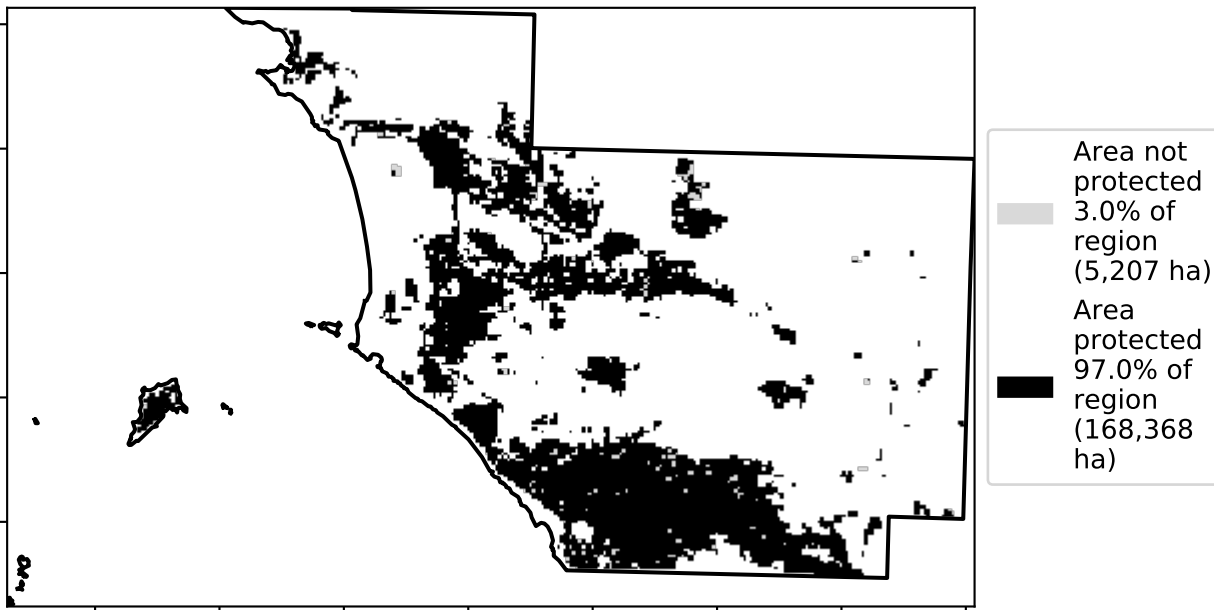 Area not
protected
3.0% of
region
(5,207 ha)
Area
protected
97.0% of
region
(168,368
ha)